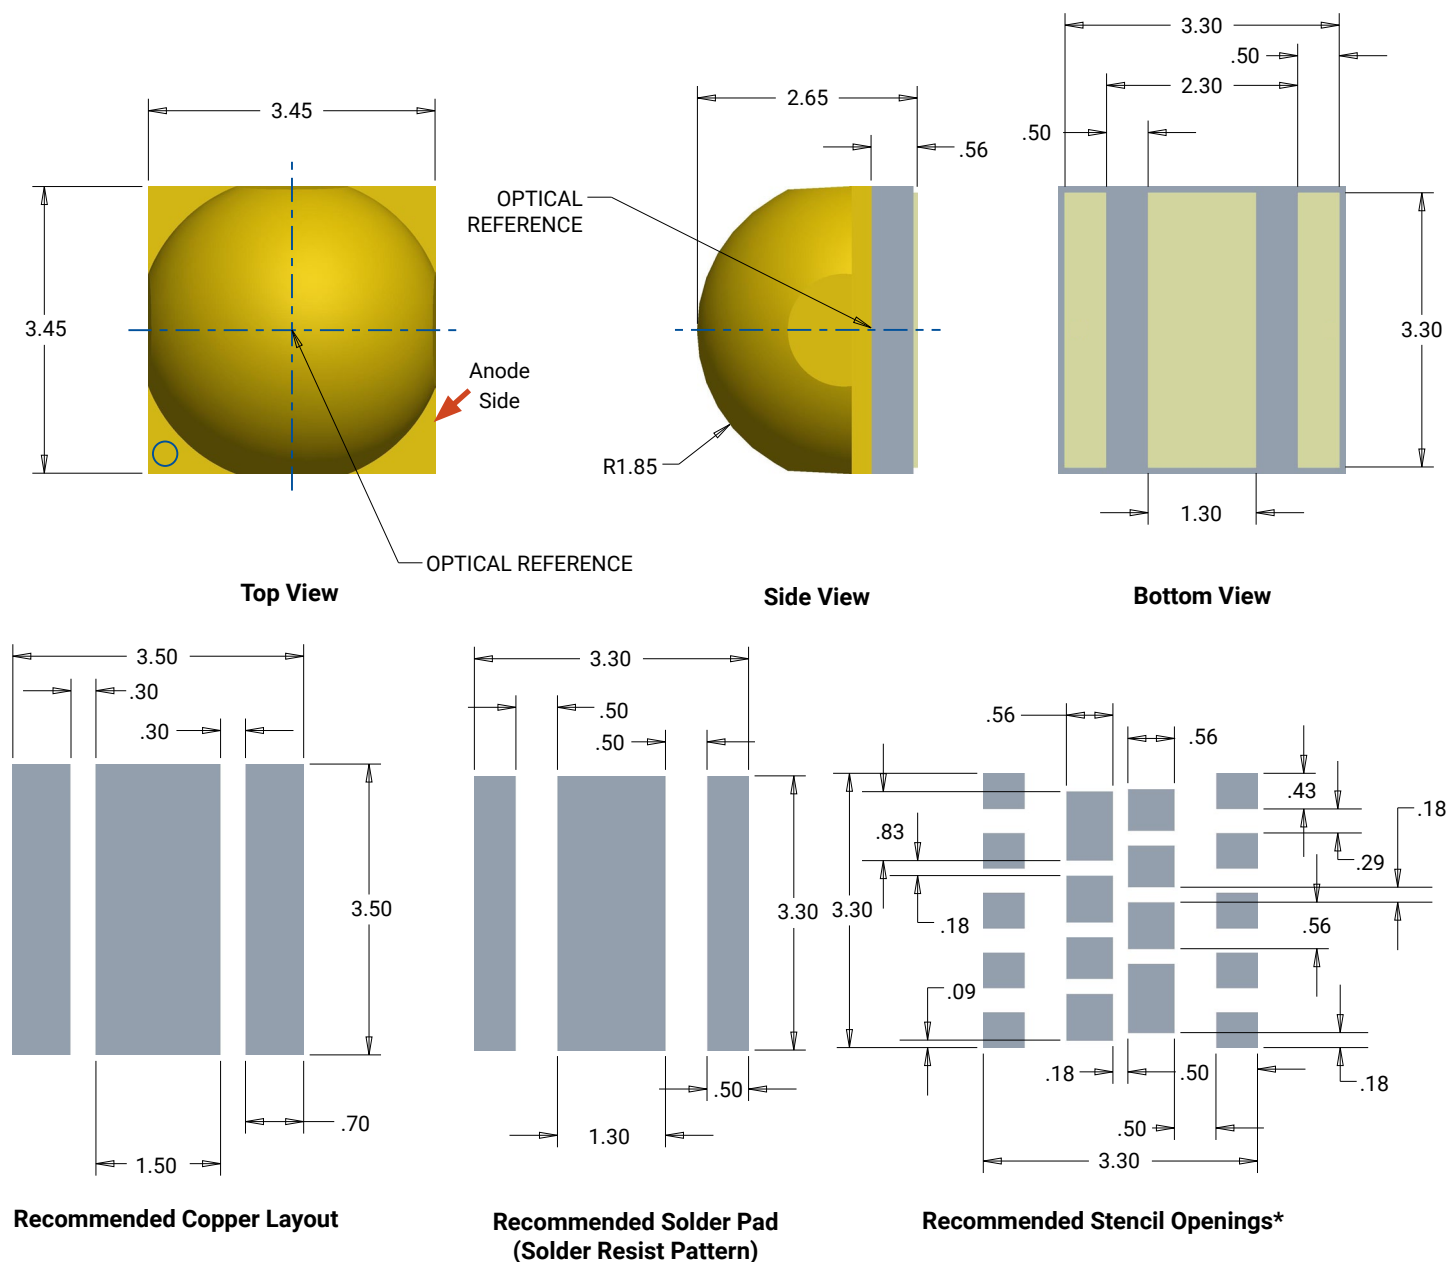 3.45
3.45
Anode
Side
OPTICAL REFERENCE
Top View
2.65
.56
OPTICAL
REFERENCE
R1.85
Side View
3.30
.50
2.30
.50
3.30
1.30
Bottom View
3.50
.30
.30
3.50
.70
1.50
Recommended Copper Layout
3.30
.50
.50
3.30
.50
1.30
Recommended Solder Pad
(Solder Resist Pattern)
.56
.56
.43
.18
.83
.29
3.30
.18
.56
.09
.18
.50
.18
.50
3.30
Recommended Stencil Openings*